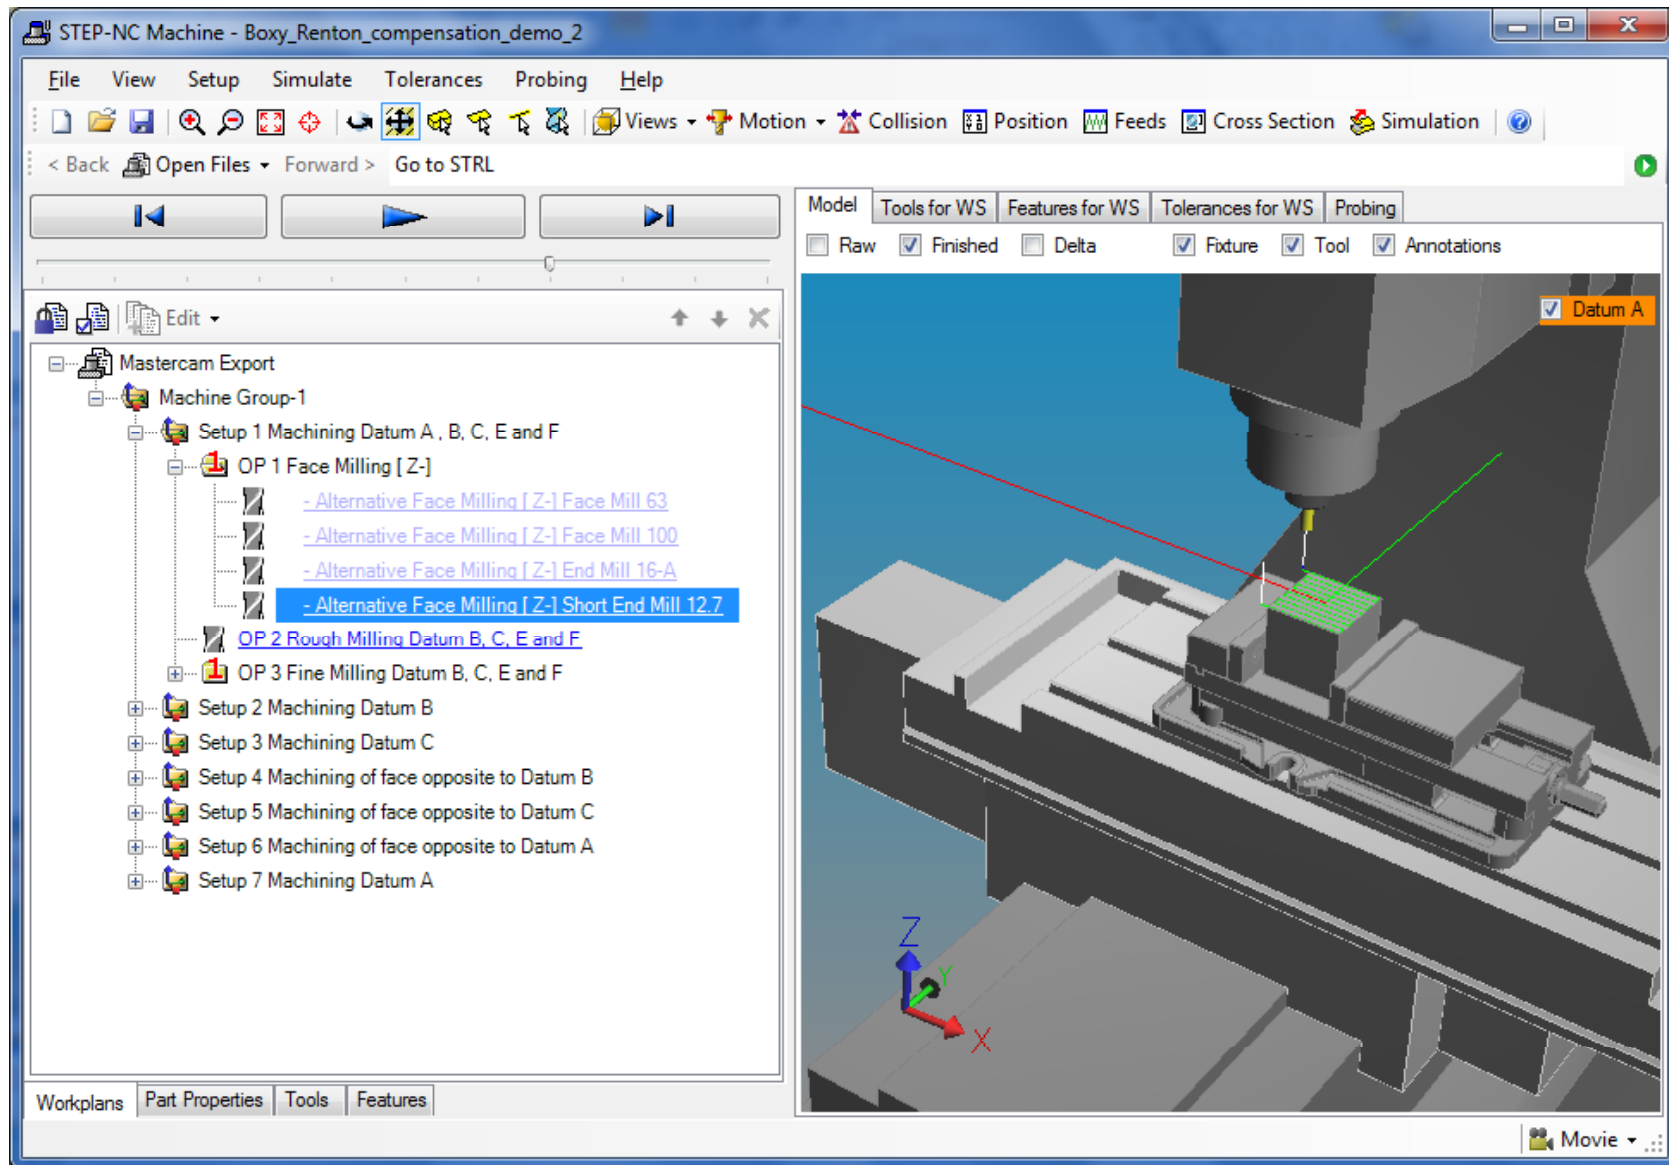 STEP-NC Machine - Boxy_Renton_compensation_demo_2
File View Setup Simulate Tolerances Probing Help
Views Motion Collision Position Feeds Cross Section Simulation
< Back Open Files Forward > Go to STRL
Model Tools for WS Features for WS Tolerances for WS Probing
Raw Finished Delta Fixture Tool Annotations
Datum A
Edit
Mastercam Export
Machine Group-1
Setup 1 Machining Datum A , B, C, E and F
OP 1 Face Milling [ Z-]
- Alternative Face Milling [ Z-] Face Mill 63
- Alternative Face Milling [ Z-] Face Mill 100
- Alternative Face Milling [ Z-] End Mill 16-A
- Alternative Face Milling [ Z-] Short End Mill 12.7
OP 2 Rough Milling Datum B, C, E and F
OP 3 Fine Milling Datum B, C, E and F
Setup 2 Machining Datum B
Setup 3 Machining Datum C
Setup 4 Machining of face opposite to Datum B
Setup 5 Machining of face opposite to Datum C
Setup 6 Machining of face opposite to Datum A
Setup 7 Machining Datum A
Z
Y
X
Workplans Part Properties Tools Features
Movie